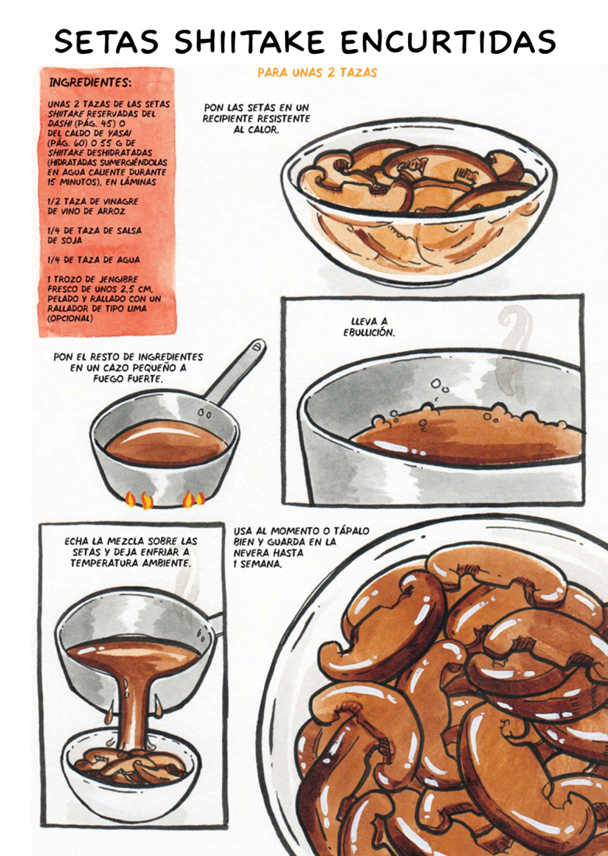 SETAS SHIITAKE ENCURTIDAS
PARA UNAS 2 TAZAS
INGREDIENTES:
UNAS 2 TAZAS DE LAS SETAS
SHIITAKE RESERVADAS DEL
DASHI (PÁG. 45) O
DEL CALDO DE YASAI
(PÁG. 60) O 55 G DE
SHIITAKE DESHIDRATADAS
(HIDRATADAS SUMERGIÉNDOLAS
EN AGUA CALIENTE DURANTE
15 MINUTOS), EN LÁMINAS
1/2 TAZA DE VINAGRE
DE VINO DE ARROZ
1/4 DE TAZA DE SALSA
DE SOJA
1/4 DE TAZA DE AGUA
1 TROZO DE JENGIBRE
FRESCO DE UNOS 2,5 CM,
PELADO Y RALLADO CON UN
RALLADOR DE TIPO LIMA
(OPCIONAL)
PON LAS SETAS EN UN
RECIPIENTE RESISTENTE
AL CALOR.
PON EL RESTO DE INGREDIENTES
EN UN CAZO PEQUEÑO A
FUEGO FUERTE.
LLEVA A
EBULLICIÓN.
ECHA LA MEZCLA SOBRE LAS
SETAS Y DEJA ENFRIAR A
TEMPERATURA AMBIENTE.
USA AL MOMENTO O TÁPALO
BIEN Y GUARDA EN LA
NEVERA HASTA
1 SEMANA.